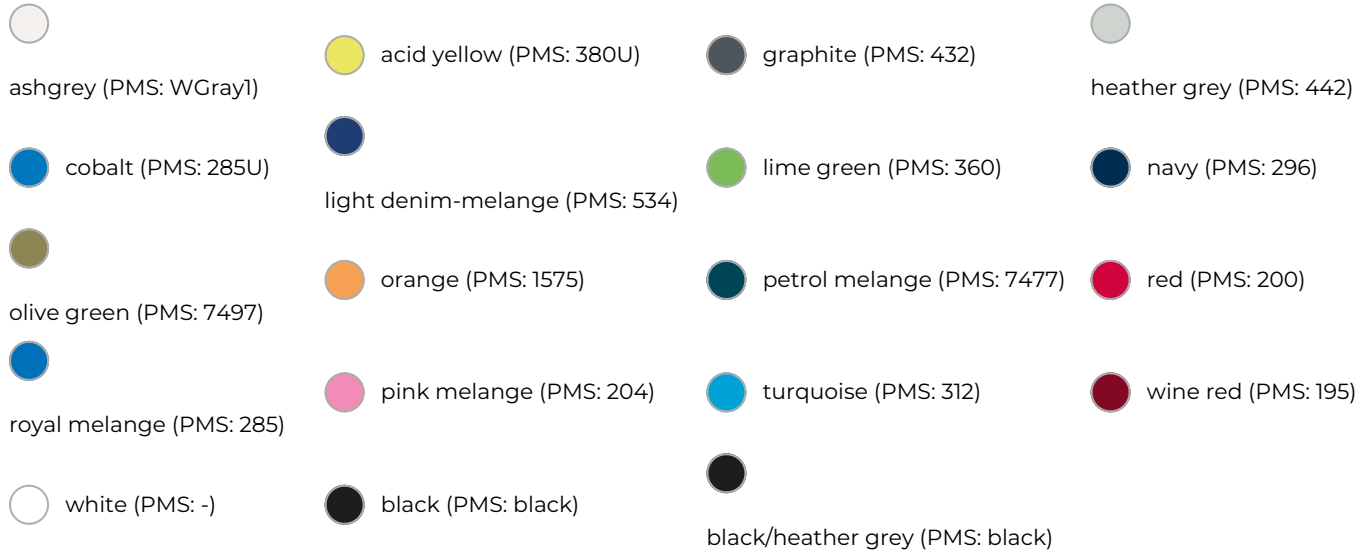 ashgrey (PMS: WGray1)
acid yellow (PMS: 380U)
graphite (PMS: 432)
heather grey (PMS: 442)
cobalt (PMS: 285U)
light denim-melange (PMS: 534)
lime green (PMS: 360)
navy (PMS: 296)
olive green (PMS: 7497)
orange (PMS: 1575)
petrol melange (PMS: 7477)
red (PMS: 200)
royal melange (PMS: 285)
pink melange (PMS: 204)
turquoise (PMS: 312)
wine red (PMS: 195)
white (PMS: -)
black (PMS: black)
black/heather grey (PMS: black)